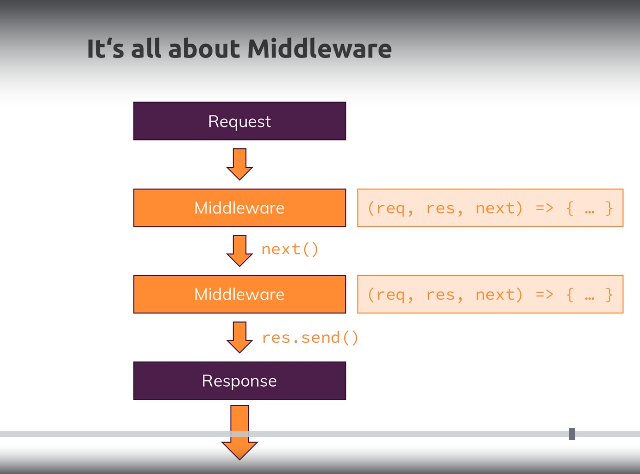 It‘s all about Middleware
Request
Middleware
(req, res, next) => { … }
next()
Middleware
(req, res, next) => { … }
res.send()
Response